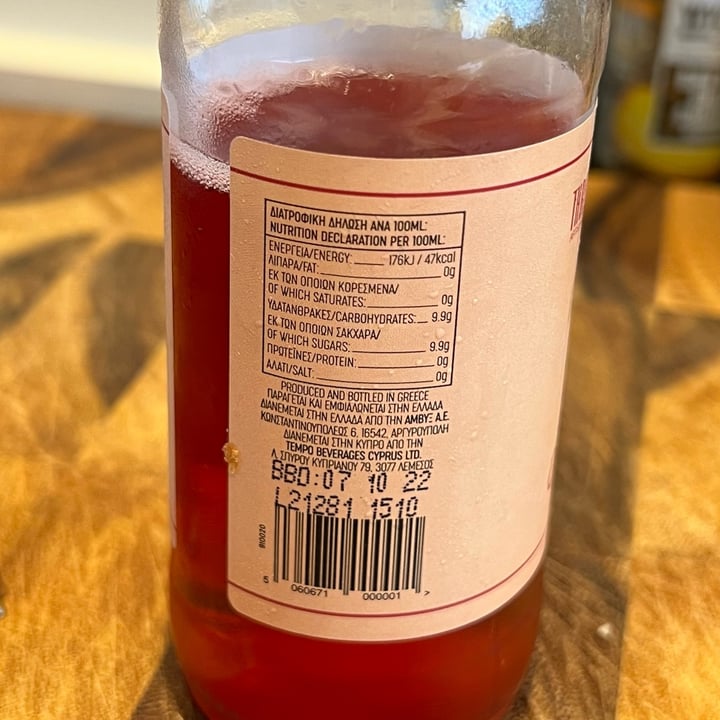 ΔΙΑΤΡΟΦΙΚΗ ΔΗΛΩΣΗ ΑΝΑ 100ML:
NUTRITION DECLARATION PER 100ML:
ΕΝΕΡΓΕΙΑ/ENERGY: 176kJ / 47kcal
ΛΙΠΑΡΑ/FAT: 0g
ΕΚ ΤΩΝ ΟΠΟΙΩΝ ΚΟΡΕΣΜΕΝΑ/
OF WHICH SATURATES: 0g
ΥΔΑΤΑΝΘΡΑΚΕΣ/CARBOHYDRATES: 9.9g
ΕΚ ΤΩΝ ΟΠΟΙΩΝ ΣΑΚΧΑΡΑ/
OF WHICH SUGARS: 9.9g
ΠΡΩΤΕΪΝΕΣ/PROTEIN: 0g
ΑΛΑΤΙ/SALT: 0g
PRODUCED AND BOTTLED IN GREECE
ΠΑΡΑΓΕΤΑΙ ΚΑΙ ΕΜΦΙΑΛΩΝΕΤΑΙ ΣΤΗΝ ΕΛΛΑΔΑ
ΔΙΑΝΕΜΕΤΑΙ ΣΤΗΝ ΕΛΛΑΔΑ ΑΠΟ ΤΗΝ ΑΜΒΥΞ Α.Ε.
ΚΩΝΣΤΑΝΤΙΝΟΥΠΟΛΕΩΣ 6, 16542, ΑΡΓΥΡΟΥΠΟΛΗ
ΔΙΑΝΕΜΕΤΑΙ ΣΤΗΝ ΚΥΠΡΟ ΑΠΟ ΤΗΝ
TEMPO BEVERAGES CYPRUS LTD.
Λ. ΣΠΥΡΟΥ ΚΥΠΡΙΑΝΟΥ 79, 3077 ΛΕΜΕΣΟΣ
BBD:07 10 22
L21281 1510
B10020
5 060671 000001 >